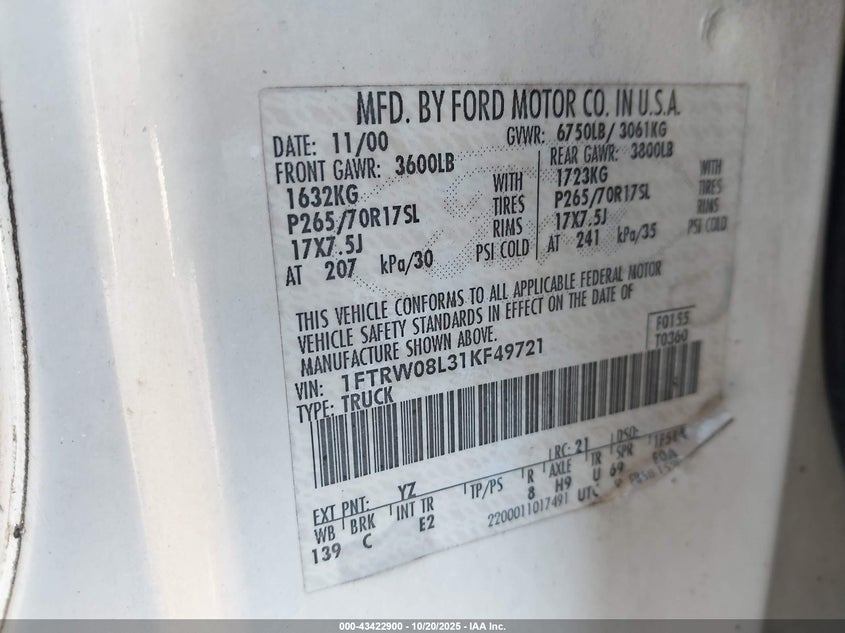 MFD. BY FORD MOTOR CO. IN U.S.A.
DATE: 11/00 GVWR: 6750LB/ 3061KG
FRONT GAWR: 3600LB REAR GAWR: 3800LB
1632KG WITH 1723KG WITH
P265/70R17SL TIRES P265/70R17SL TIRES
17X7.5J RIMS 17X7.5J RIMS
AT 207 kPa/30 PSI COLD AT 241 kPa/35 PSI COLD
THIS VEHICLE CONFORMS TO ALL APPLICABLE FEDERAL MOTOR
VEHICLE SAFETY STANDARDS IN EFFECT ON THE DATE OF
MANUFACTURE SHOWN ABOVE.
F0155
VIN: 1FTRW08L31KF49721 T0360
TYPE: TRUCK
EXT PNT: YZ RC: 21 DSO:
WB BRK INT TR TP/PS R AXLE TR SPR
139 C E2 8 H9 U 69
2200011017491 UTC
000-43422900 - 10/20/2025 - IAA Inc.